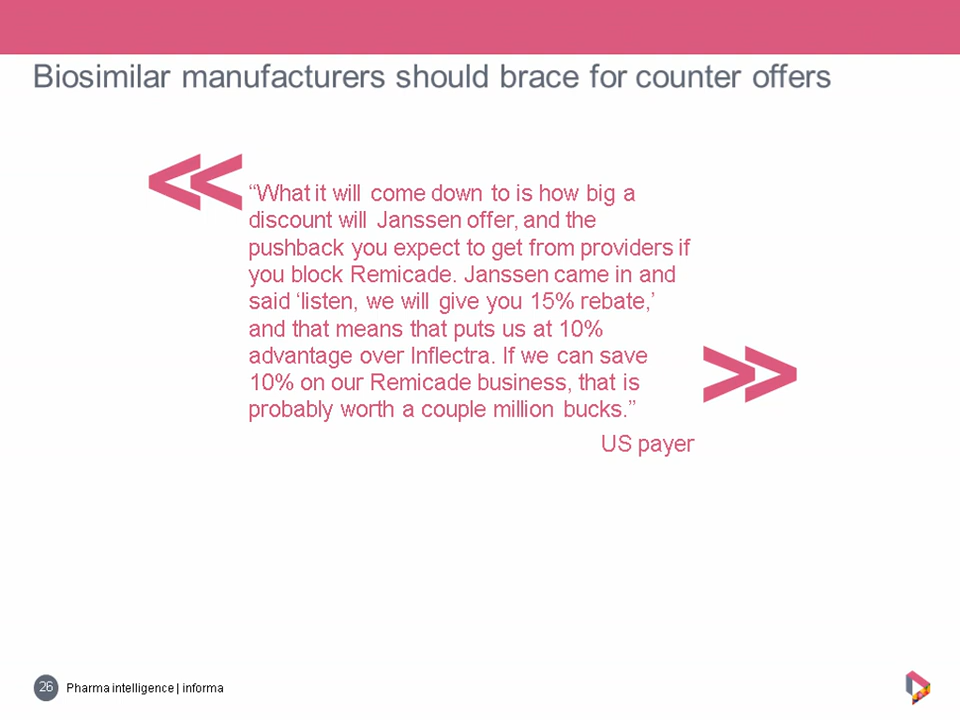 Biosimilar manufacturers should brace for counter offers
“What it will come down to is how big a
discount will Janssen offer, and the
pushback you expect to get from providers if
you block Remicade. Janssen came in and
said ‘listen, we will give you 15% rebate,’
and that means that puts us at 10%
advantage over Inflectra. If we can save
10% on our Remicade business, that is
probably worth a couple million bucks.”
US payer
26 Pharma intelligence | informa